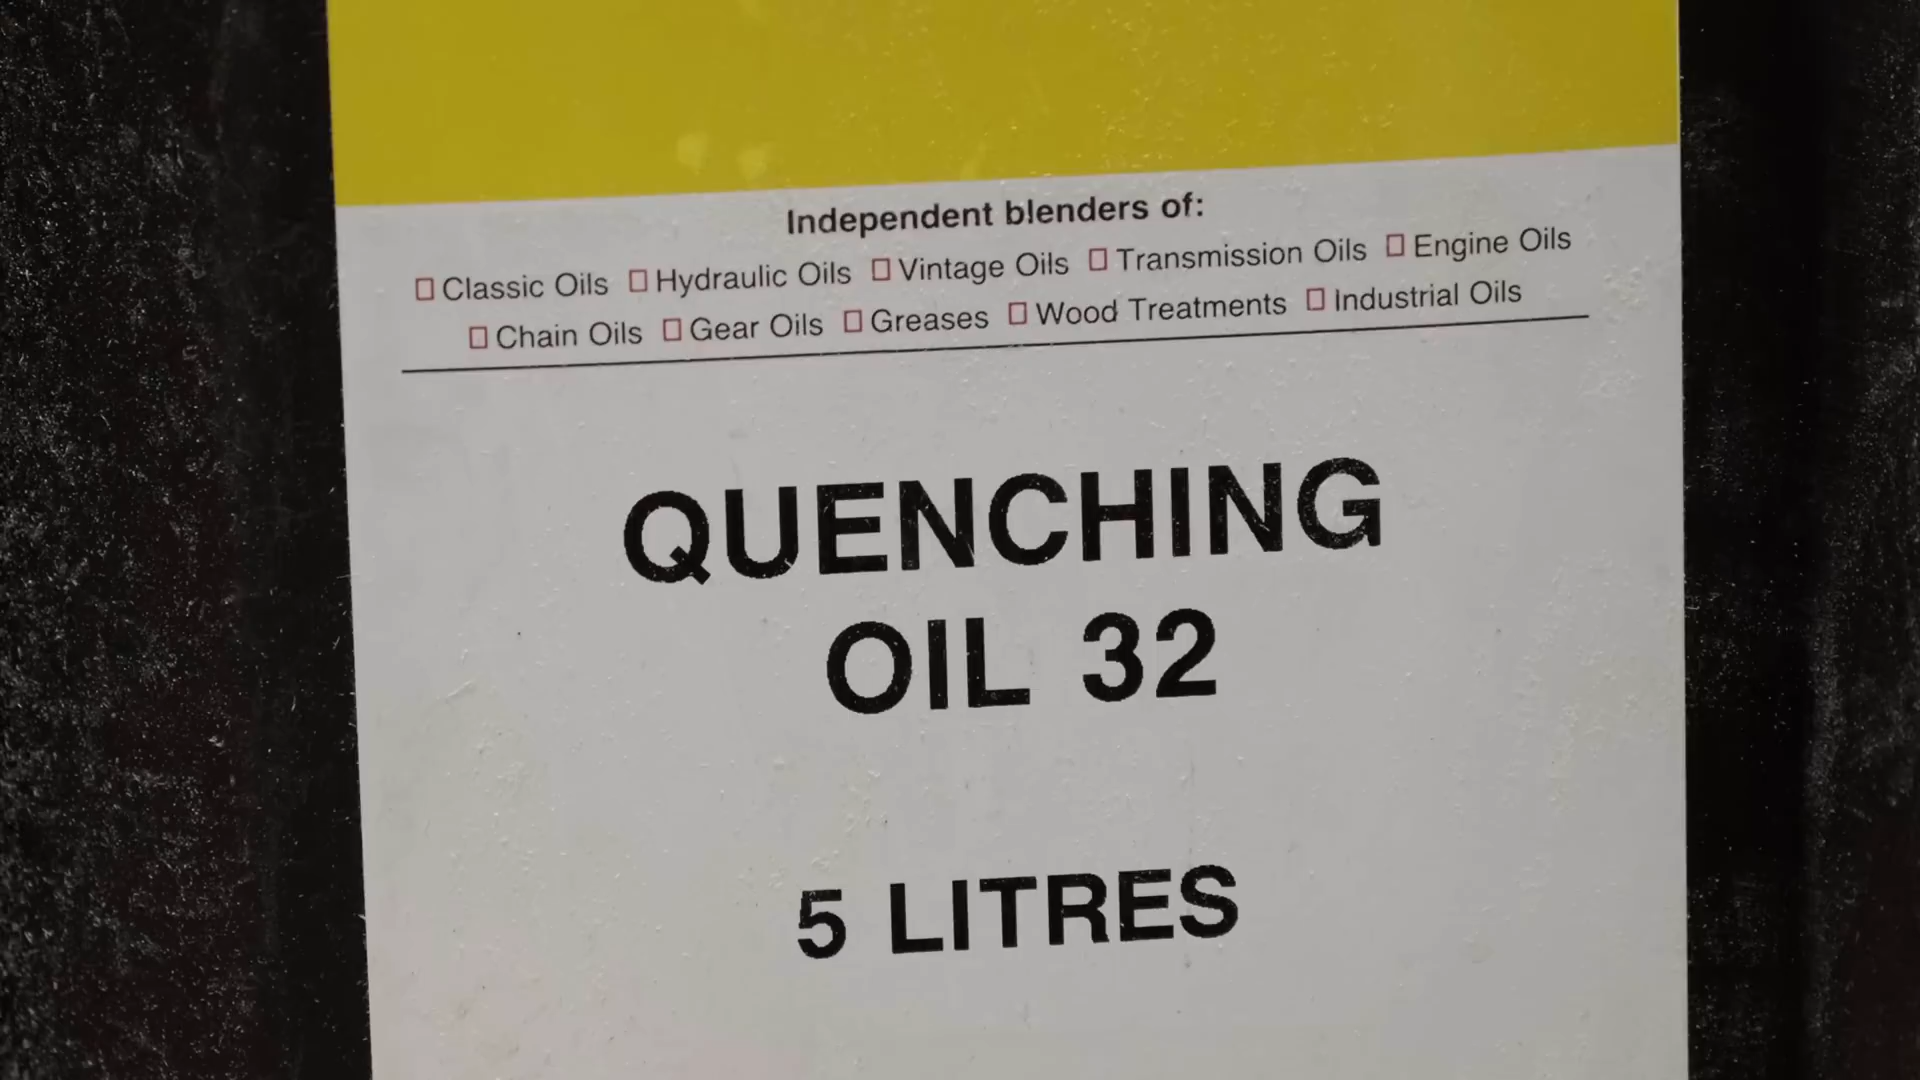 Independent blenders of:
Classic Oils Hydraulic Oils Vintage Oils Transmission Oils Engine Oils
Chain Oils Gear Oils Greases Wood Treatments Industrial Oils
QUENCHING
OIL 32
5 LITRES